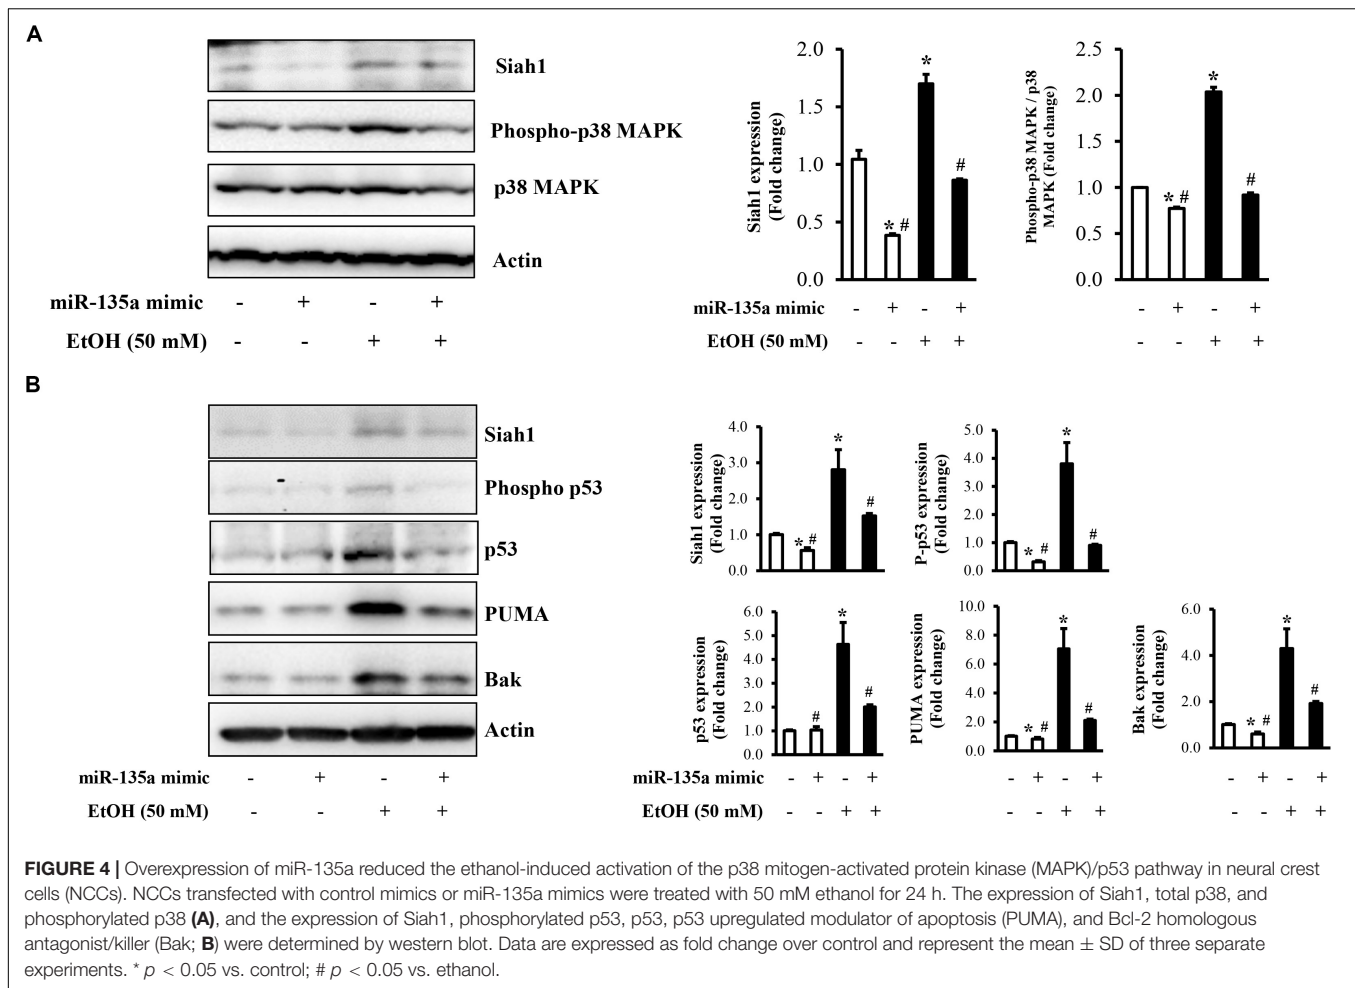 A
Siah1
Phospho-p38 MAPK
p38 MAPK
Actin
miR-135a mimic - + - +
EtOH (50 mM) - - + +
Siah1 expression
(Fold change)
2.0
1.5
1.0
0.5
0.0
* #
*
#
Phospho-p38 MAPK / p38
MAPK (Fold change)
2.5
2.0
1.5
1.0
0.5
0.0
* #
*
#
miR-135a mimic - + - + - + - +
EtOH (50 mM) - - + + - - + +
B
Siah1
Phospho p53
p53
PUMA
Bak
Actin
miR-135a mimic - + - +
EtOH (50 mM) - - + +
Siah1 expression
(Fold change)
4.0
3.0
2.0
1.0
0.0
* #
*
#
P-p53 expression
(Fold change)
5.0
4.0
3.0
2.0
1.0
0.0
* #
*
#
p53 expression
(Fold change)
6.0
5.0
4.0
3.0
2.0
1.0
0.0
#
*
#
PUMA expression
(Fold change)
10.0
8.0
6.0
4.0
2.0
0.0
* #
*
#
Bak expression
(Fold change)
6.0
4.0
2.0
0.0
* #
*
#
miR-135a mimic - + - + - + - + - + - +
EtOH (50 mM) - - + + - - + + - - + +
FIGURE 4 | Overexpression of miR-135a reduced the ethanol-induced activation of the p38 mitogen-activated protein kinase (MAPK)/p53 pathway in neural crest
cells (NCCs). NCCs transfected with control mimics or miR-135a mimics were treated with 50 mM ethanol for 24 h. The expression of Siah1, total p38, and
phosphorylated p38 (A), and the expression of Siah1, phosphorylated p53, p53, p53 upregulated modulator of apoptosis (PUMA), and Bcl-2 homologous
antagonist/killer (Bak; B) were determined by western blot. Data are expressed as fold change over control and represent the mean ± SD of three separate
experiments. * p < 0.05 vs. control; # p < 0.05 vs. ethanol.